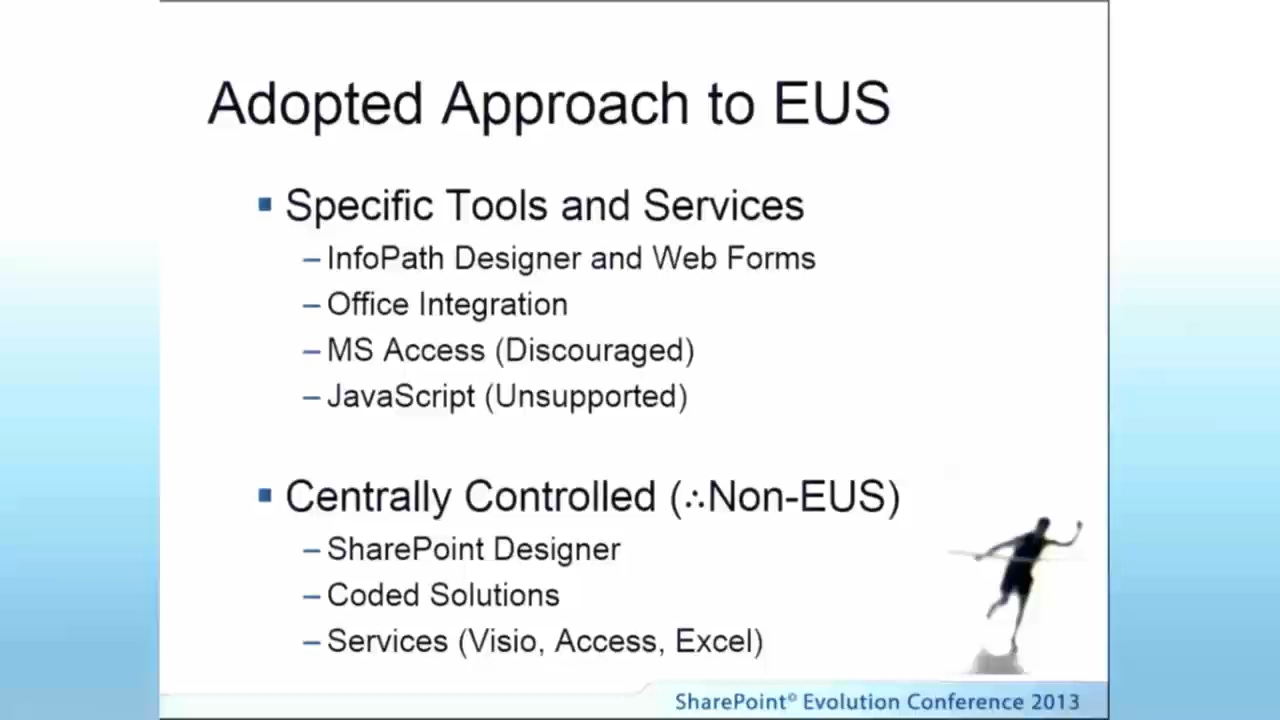 Adopted Approach to EUS
▪ Specific Tools and Services
– InfoPath Designer and Web Forms
– Office Integration
– MS Access (Discouraged)
– JavaScript (Unsupported)
▪ Centrally Controlled (∴Non-EUS)
– SharePoint Designer
– Coded Solutions
– Services (Visio, Access, Excel)
SharePoint® Evolution Conference 2013